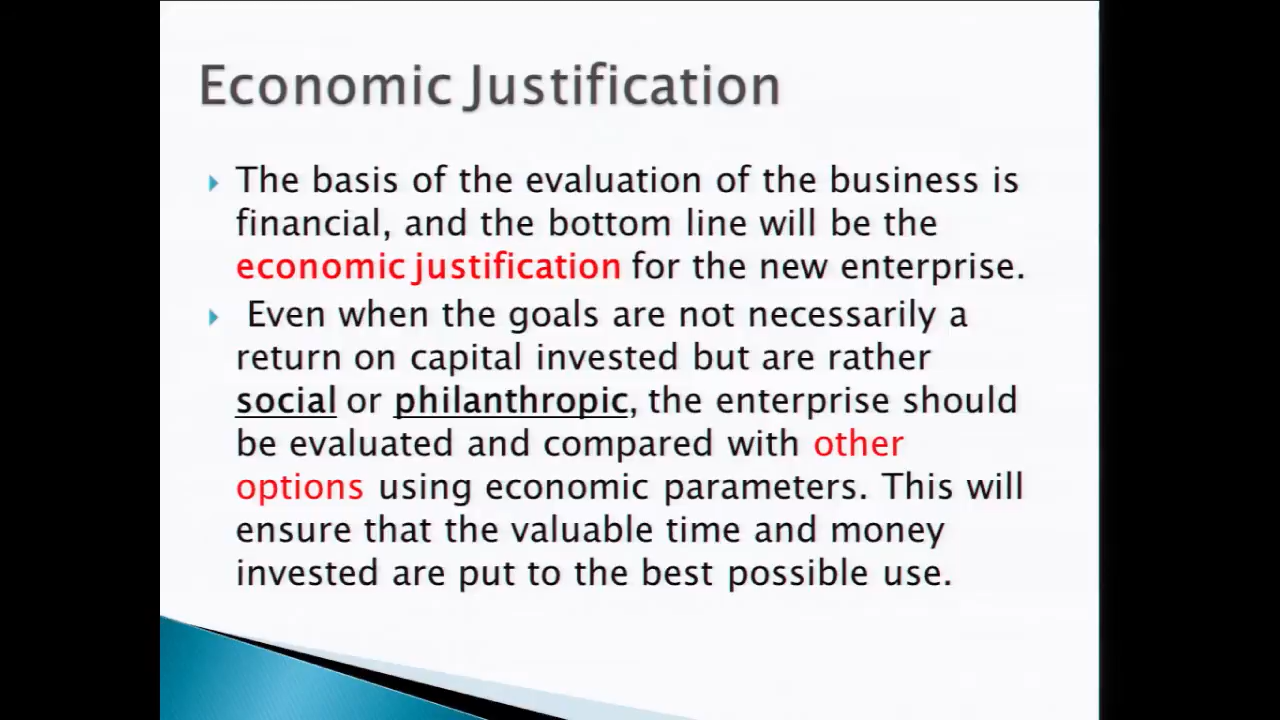 Economic Justification
The basis of the evaluation of the business is
financial, and the bottom line will be the
economic justification for the new enterprise.
Even when the goals are not necessarily a
return on capital invested but are rather
social or philanthropic, the enterprise should
be evaluated and compared with other
options using economic parameters. This will
ensure that the valuable time and money
invested are put to the best possible use.